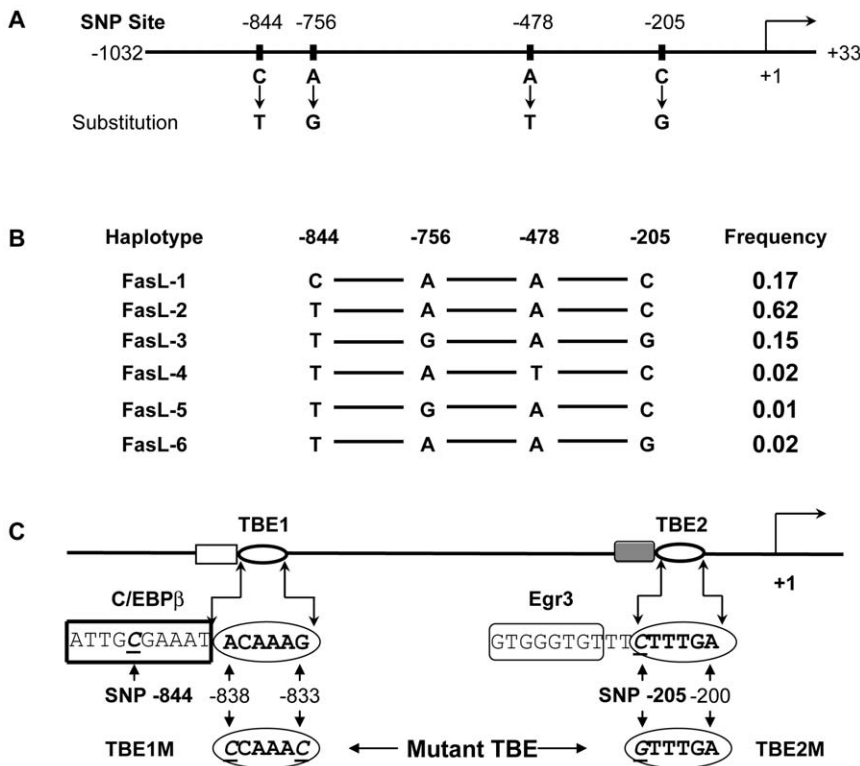 A
SNP Site -844 -756 -478 -205
-1032 +33
C A A C +1
Substitution T G T G
B
Haplotype -844 -756 -478 -205 Frequency
FasL-1 C A A C 0.17
FasL-2 T A A C 0.62
FasL-3 T G A G 0.15
FasL-4 T A T C 0.02
FasL-5 T G A C 0.01
FasL-6 T A A G 0.02
TBE1 TBE2
C
C/EBPβ Egr3 +1
ATTGCGAAAT ACAAAG GTGGGTGTTTCTTTGA
SNP -844 -838 -833 SNP -205 -200
TBE1M CCAAAC Mutant TBE GTTTGA TBE2M